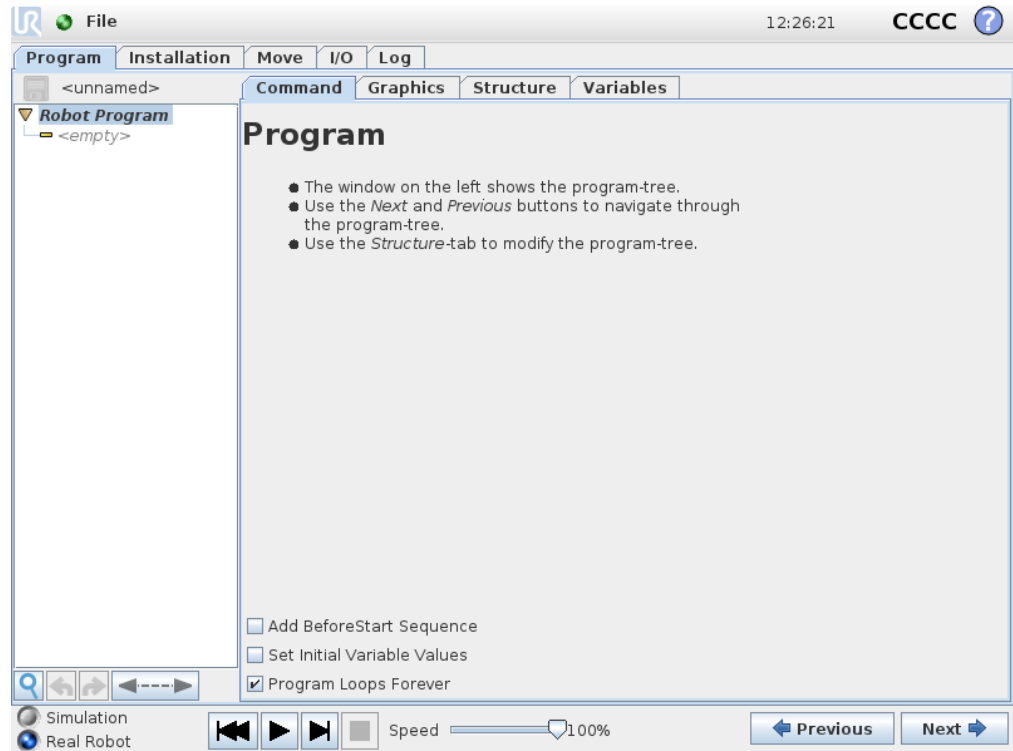 UR File 12:26:21 CCCC ?
Program Installation Move I/O Log
<unnamed> Command Graphics Structure Variables
Robot Program
<empty>
Program
The window on the left shows the program-tree.
Use the Next and Previous buttons to navigate through
the program-tree.
Use the Structure-tab to modify the program-tree.
Add BeforeStart Sequence
Set Initial Variable Values
Program Loops Forever
Simulation
Real Robot
Speed 100% Previous Next